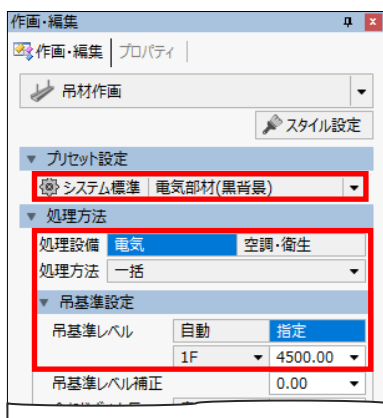 作画・編集
作画・編集 プロパティ
吊材作画
スタイル設定
プリセット設定
システム標準 電気部材(黒背景)
処理方法
処理設備 電気 空調・衛生
処理方法 一括
吊基準設定
吊基準レベル 自動 指定
1F 4500.00
吊基準レベル補正 0.00